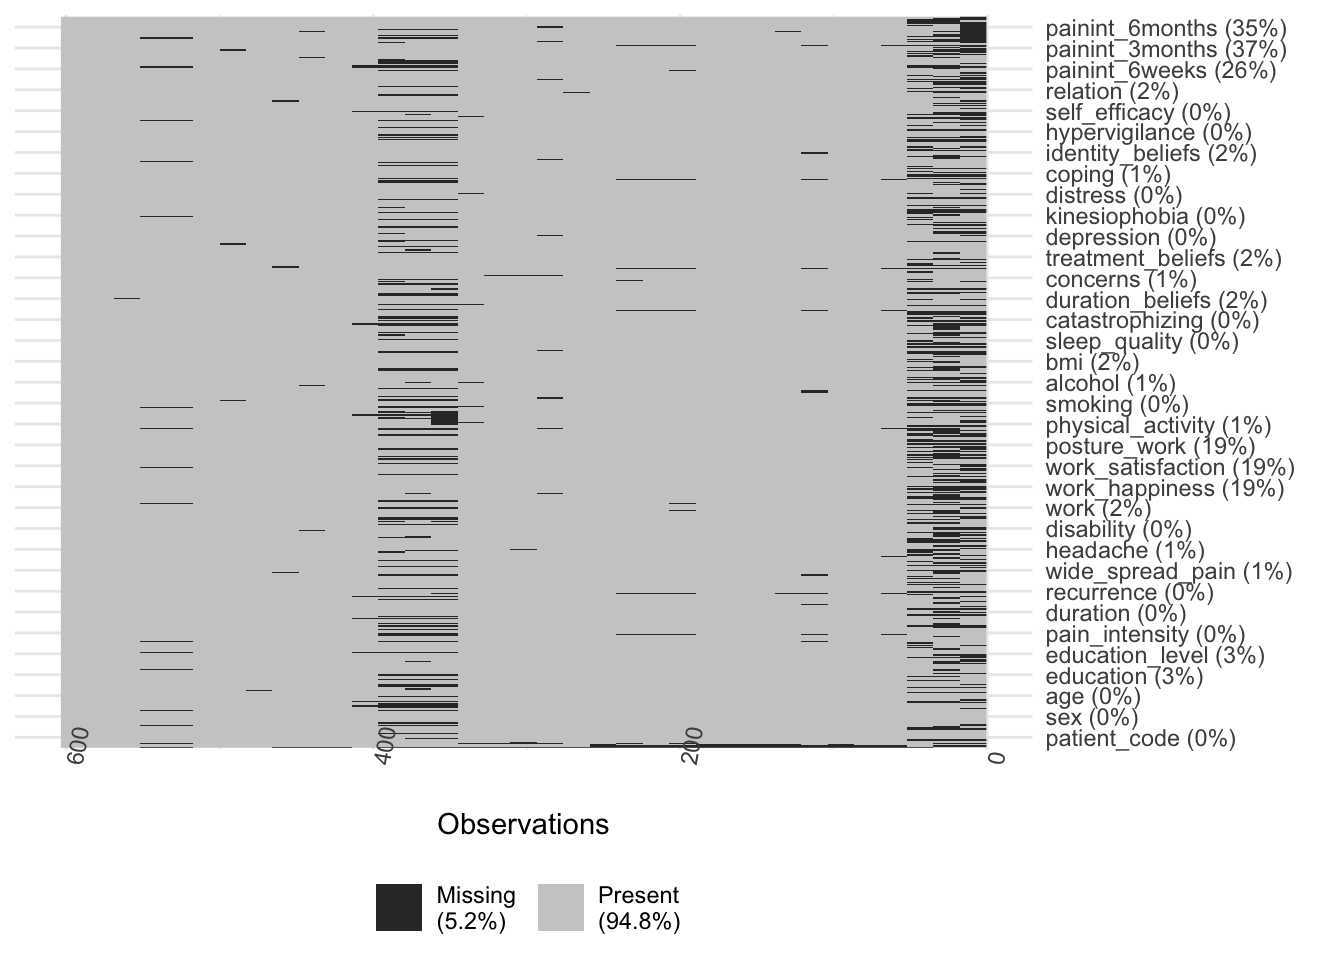 painint_6months (35%)
painint_3months (37%)
painint_6weeks (26%)
relation (2%)
self_efficacy (0%)
hypervigilance (0%)
identity_beliefs (2%)
coping (1%)
distress (0%)
kinesiophobia (0%)
depression (0%)
treatment_beliefs (2%)
concerns (1%)
duration_beliefs (2%)
catastrophizing (0%)
sleep_quality (0%)
bmi (2%)
alcohol (1%)
smoking (0%)
physical_activity (1%)
posture_work (19%)
work_satisfaction (19%)
work_happiness (19%)
work (2%)
disability (0%)
headache (1%)
wide_spread_pain (1%)
recurrence (0%)
duration (0%)
pain_intensity (0%)
education_level (3%)
education (3%)
age (0%)
sex (0%)
patient_code (0%)
600
400
200
0
Observations
Missing
(5.2%)
Present
(94.8%)